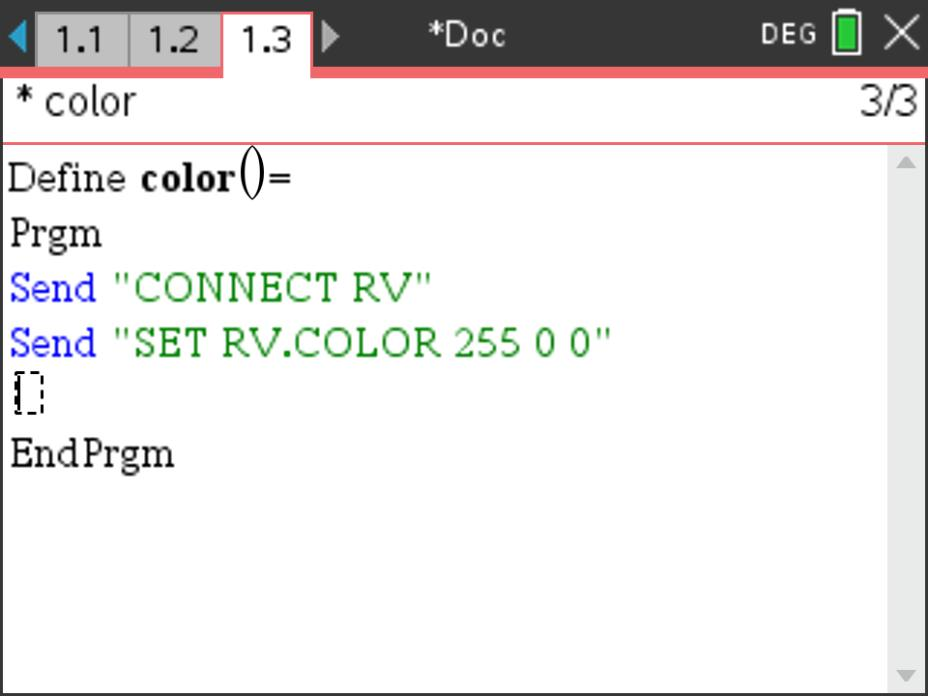 1.1 1.2 1.3 *Doc DEG
* color 3/3
Define color()=
Prgm
Send "CONNECT RV"
Send "SET RV.COLOR 255 0 0"
EndPrgm